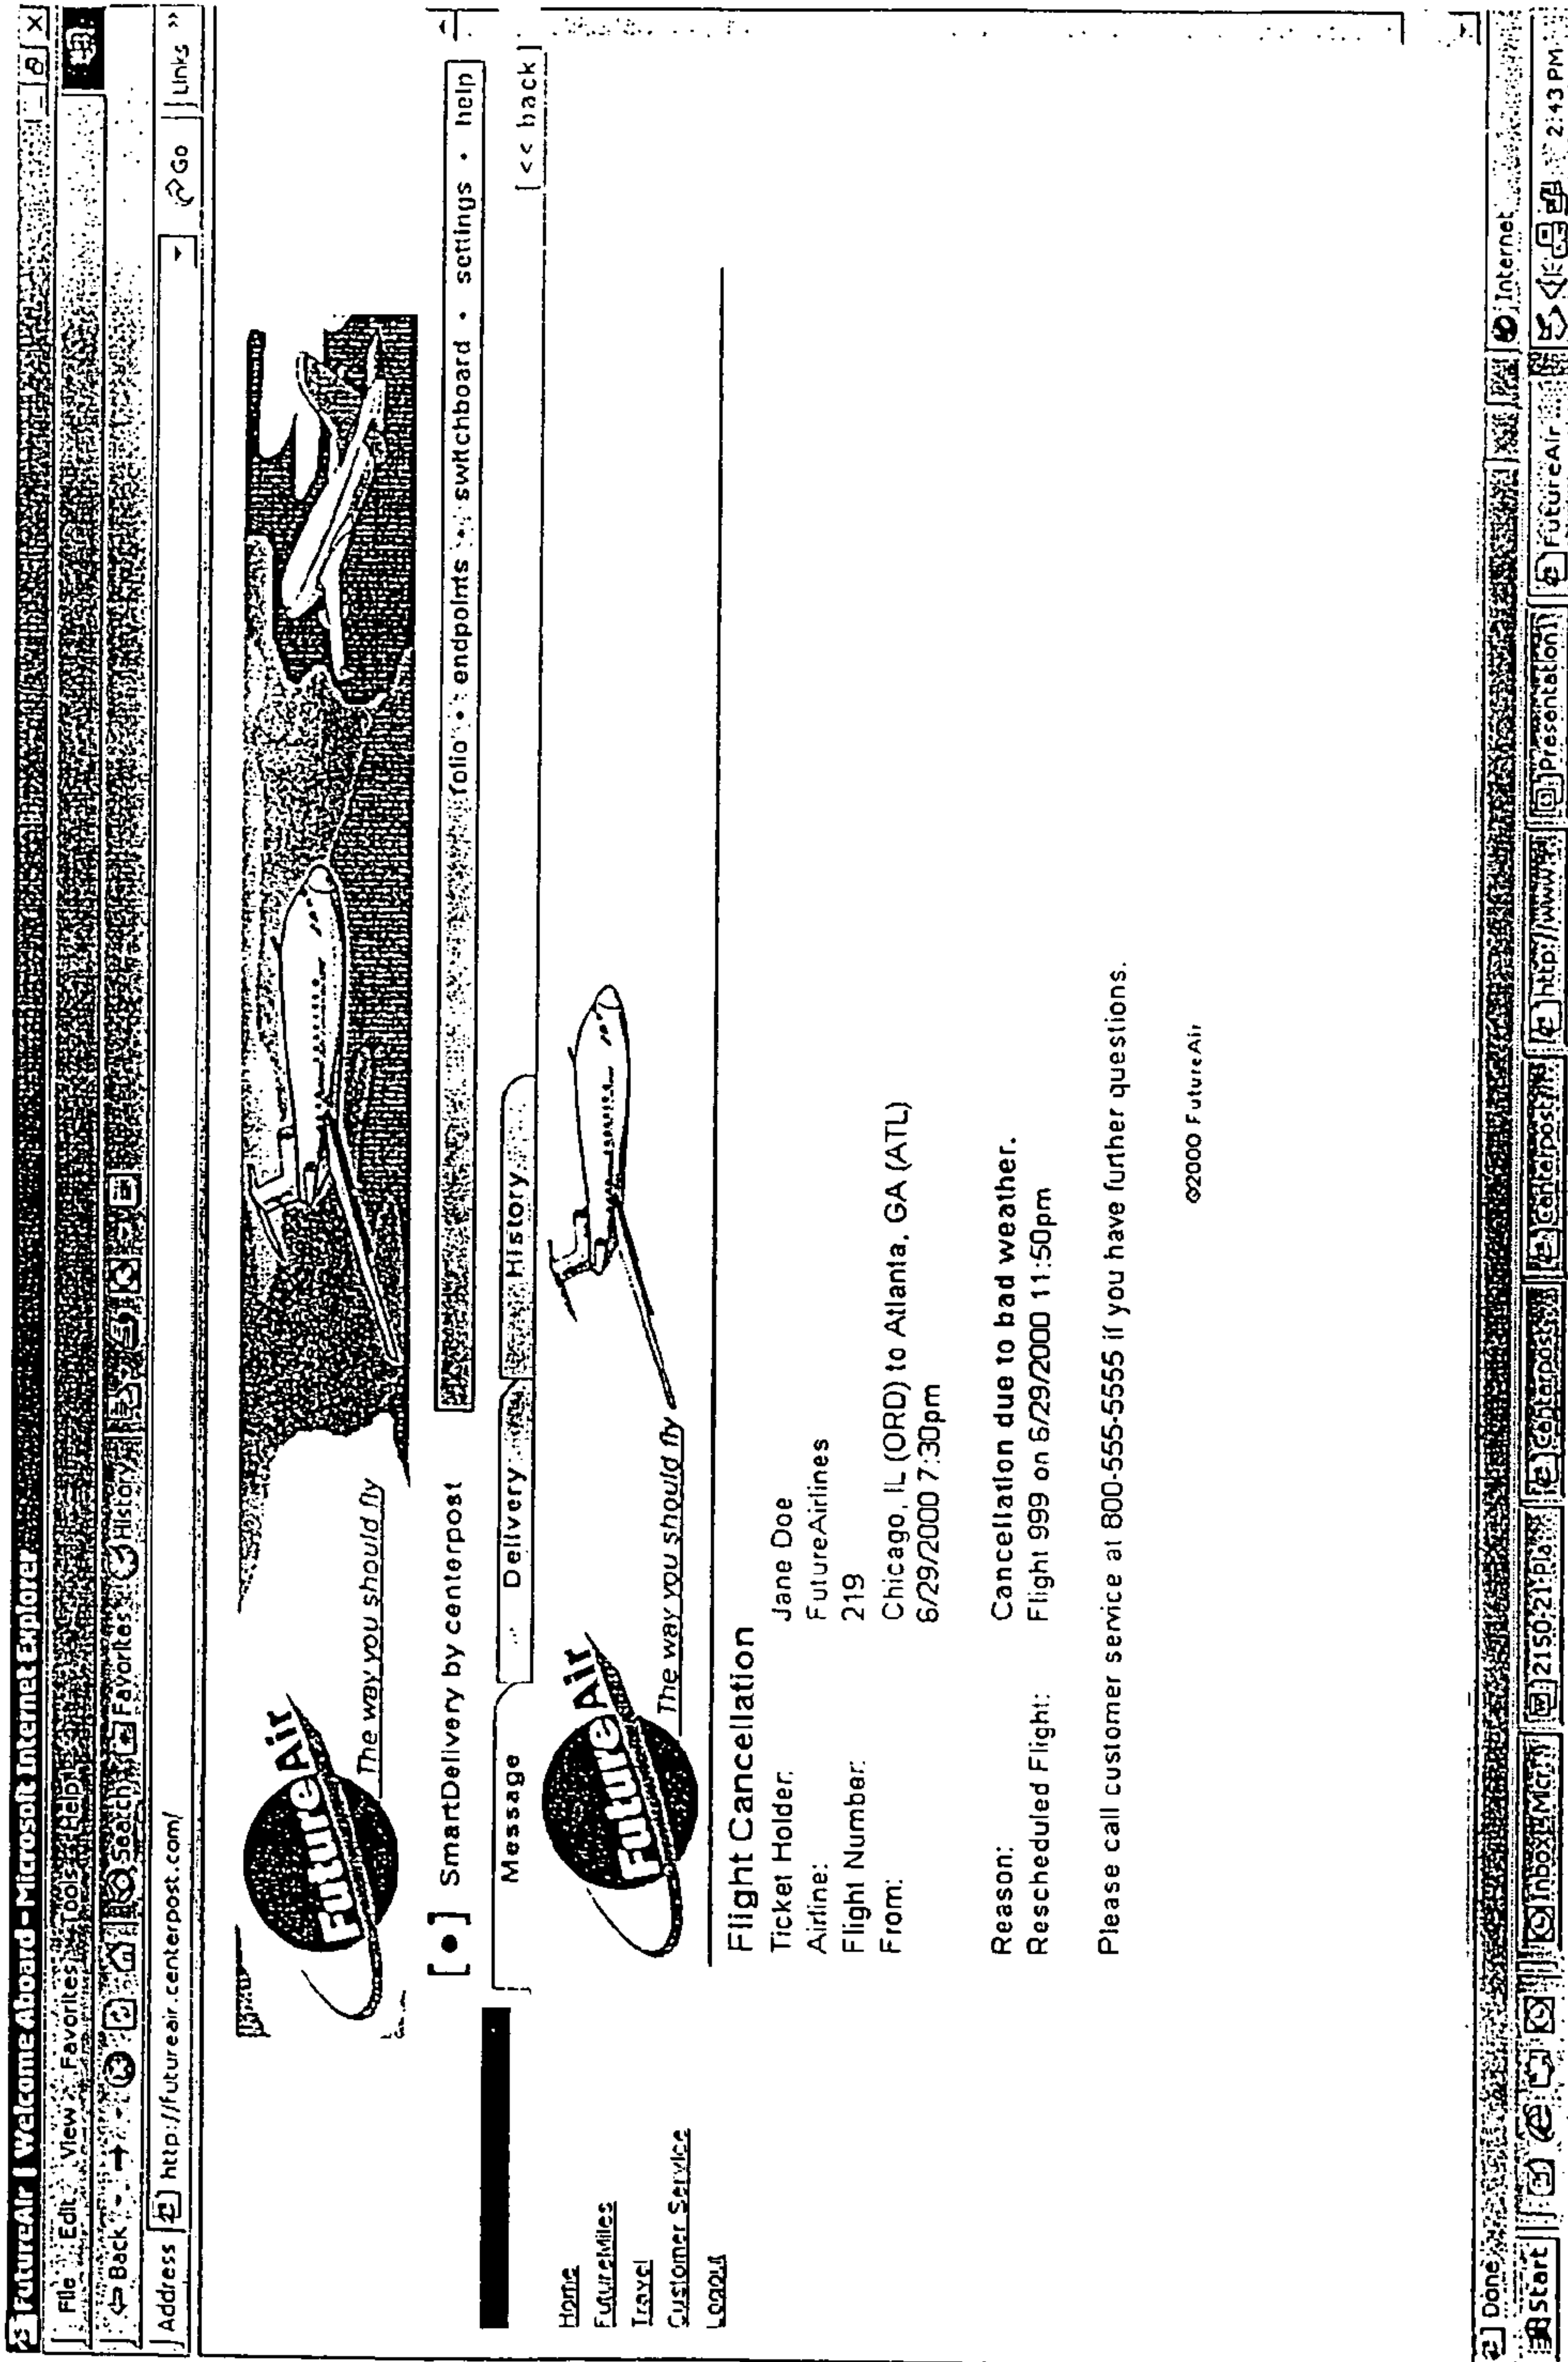 FutureAir | Welcome Aboard - Microsoft Internet Explorer
File Edit View Favorites Tools Help
Back Search Favorites History
Address http://futureair.centerpost.com/ Go Links »
FutureAir
The way you should fly
[•] SmartDelivery by centerpost
folio • endpoints • switchboard • settings • help
Home
FutureMiles
Travel
Customer Service
Logout
Message Delivery History [<< back]
FutureAir
The way you should fly
Flight Cancellation
Ticket Holder: Jane Doe
Airline: FutureAirlines
Flight Number: 219
From: Chicago, IL (ORD) to Atlanta, GA (ATL)
6/29/2000 7:30pm
Reason: Cancellation due to bad weather.
Rescheduled Flight: Flight 999 on 6/29/2000 11:50pm
Please call customer service at 800-555-5555 if you have further questions.
©2000 FutureAir
Done Internet
Start Presentation1 FutureAir 2:43 PM